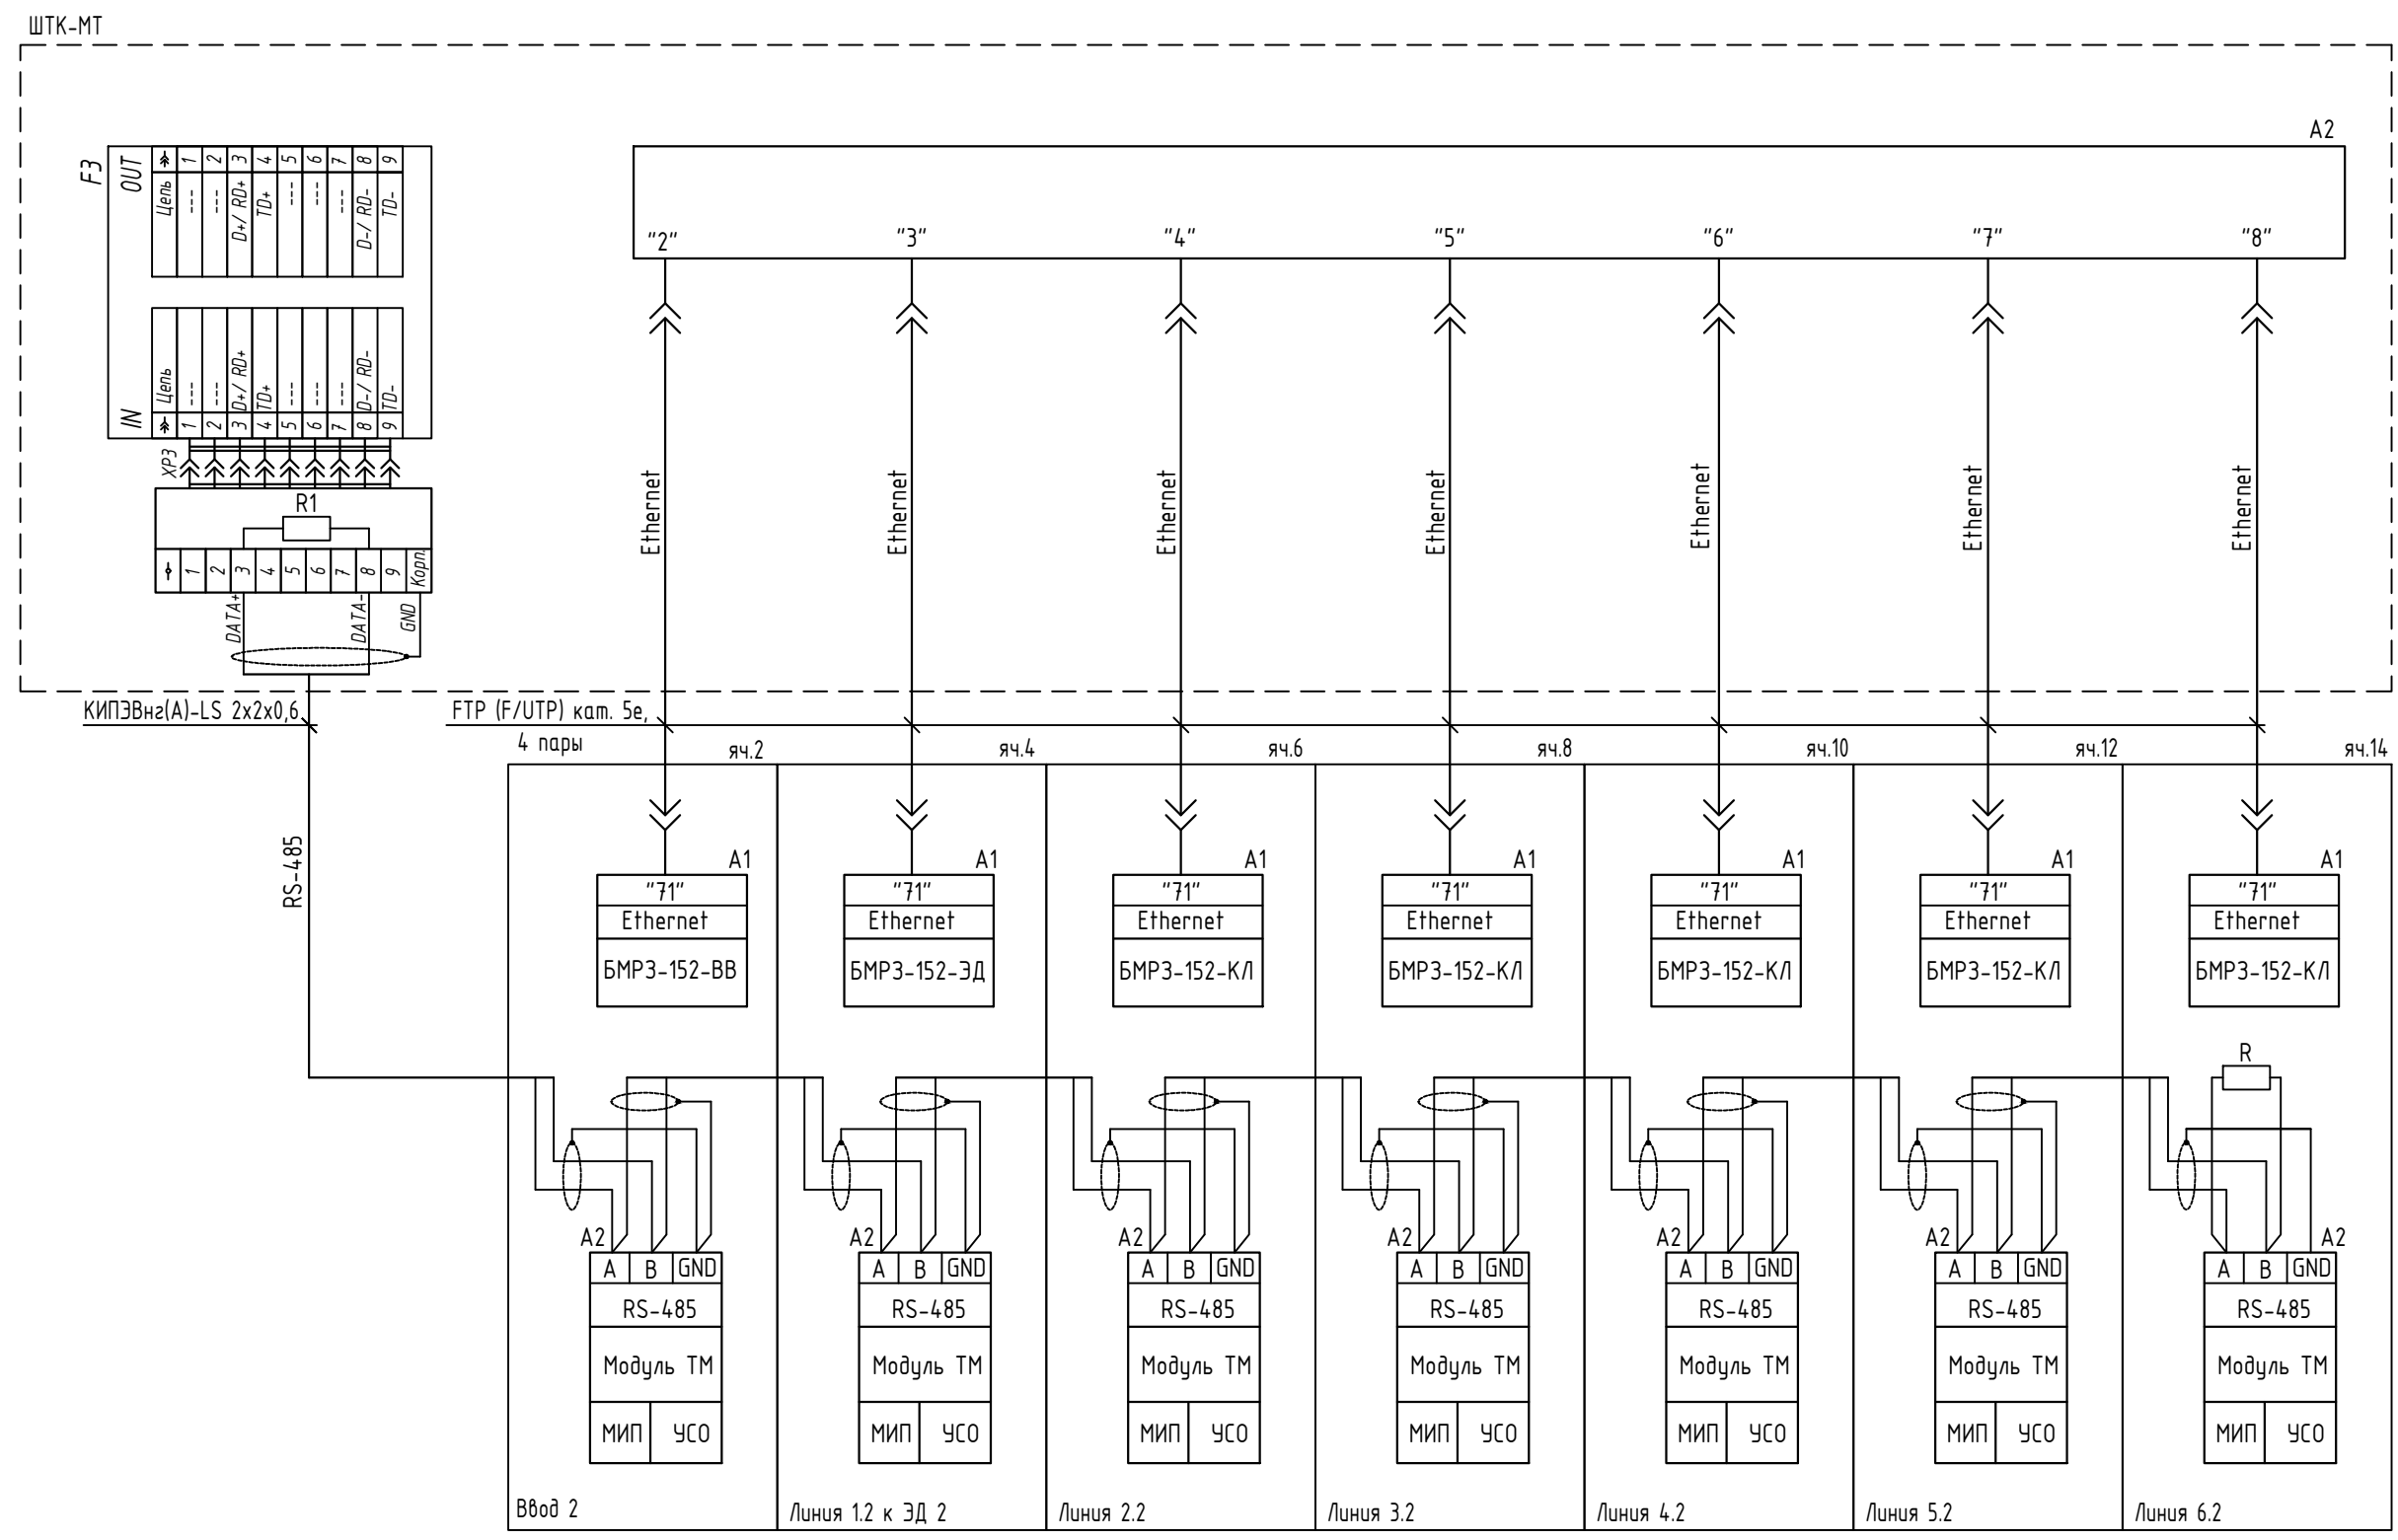 ШТК-МТ
F3
OUT
Цепь
1 ---
2 ---
3 D+/ RD+
4 TD+
5 ---
6 ---
7 ---
8 D-/ RD-
9 TD-
IN
Цепь
1 ---
2 ---
3 D+/ RD+
4 TD+
5 ---
6 ---
7 ---
8 D-/ RD-
9 TD-
XP3
R1
1 2 3 4 5 6 7 8 9 Корп.
DATA+ DATA- GND
A2
"2" "3" "4" "5" "6" "7" "8"
Ethernet Ethernet Ethernet Ethernet Ethernet Ethernet Ethernet
КИПЭВнг(А)-LS 2х2х0,6
FTP (F/UTP) кат. 5е,
4 пары
RS-485
яч.2 яч.4 яч.6 яч.8 яч.10 яч.12 яч.14
A1 A1 A1 A1 A1 A1 A1
"71" "71" "71" "71" "71" "71" "71"
Ethernet Ethernet Ethernet Ethernet Ethernet Ethernet Ethernet
БМРЗ-152-ВВ БМРЗ-152-ЭД БМРЗ-152-КЛ БМРЗ-152-КЛ БМРЗ-152-КЛ БМРЗ-152-КЛ БМРЗ-152-КЛ
R
A2 A2 A2 A2 A2 A2 A2
A B GND A B GND A B GND A B GND A B GND A B GND A B GND
RS-485 RS-485 RS-485 RS-485 RS-485 RS-485 RS-485
Модуль ТМ Модуль ТМ Модуль ТМ Модуль ТМ Модуль ТМ Модуль ТМ Модуль ТМ
МИП УСО МИП УСО МИП УСО МИП УСО МИП УСО МИП УСО МИП УСО
Ввод 2 Линия 1.2 к ЭД 2 Линия 2.2 Линия 3.2 Линия 4.2 Линия 5.2 Линия 6.2